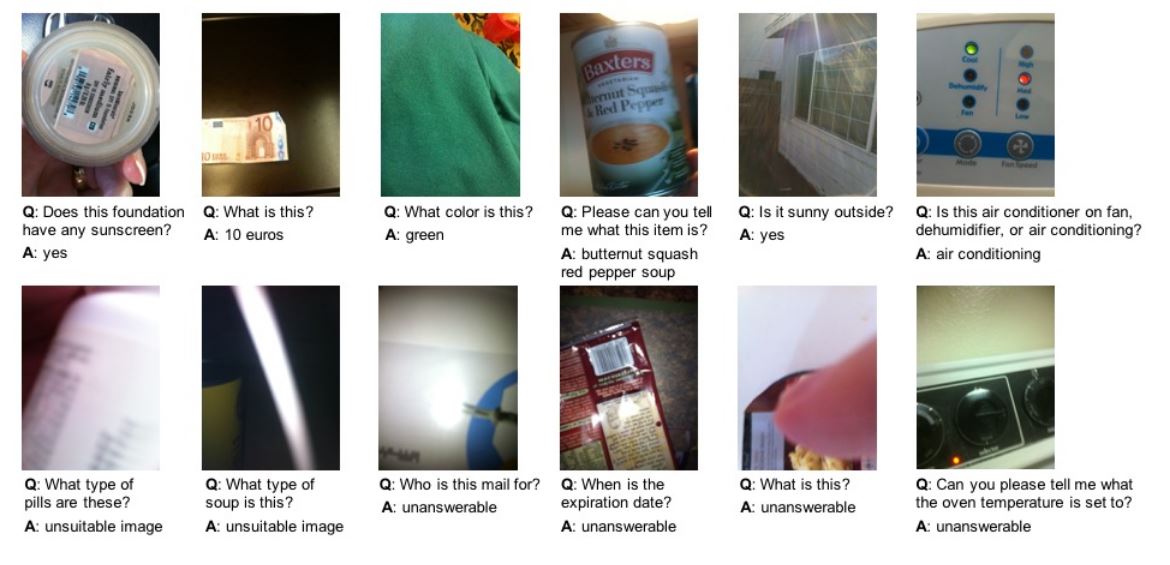 Baxters
VEGETARIAN
Butternut Squash
& Red Pepper
10
10 EURO
Cool
High
Dehumidify
Med
Fan
Low
Mode
Fan Speed
Q: Does this foundation
have any sunscreen?
A: yes
Q: What is this?
A: 10 euros
Q: What color is this?
A: green
Q: Please can you tell
me what this item is?
A: butternut squash
red pepper soup
Q: Is it sunny outside?
A: yes
Q: Is this air conditioner on fan,
dehumidifier, or air conditioning?
A: air conditioning
Q: What type of
pills are these?
A: unsuitable image
Q: What type of
soup is this?
A: unsuitable image
Q: Who is this mail for?
A: unanswerable
Q: When is the
expiration date?
A: unanswerable
Q: What is this?
A: unanswerable
Q: Can you please tell me what
the oven temperature is set to?
A: unanswerable